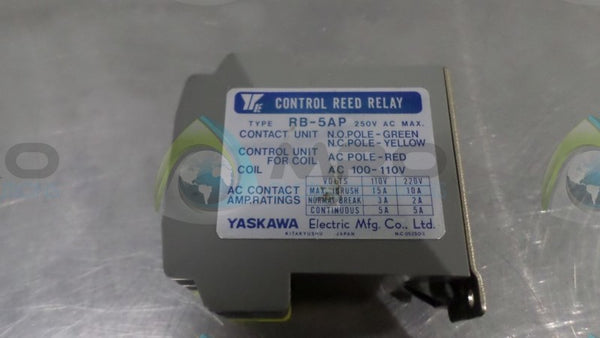 CONTROL REED RELAY
TYPE RB-5AP 250V AC MAX.
CONTACT UNIT N.O.POLE-GREEN
N.C.POLE-YELLOW
CONTROL UNIT FOR COIL AC POLE-RED
COIL AC 100-110V
AC CONTACT AMP.RATINGS
VOLTS 110V 220V
MAX. INRUSH 15A 10A
NORMAL BREAK 3A 2A
CONTINUOUS 5A 5A
YASKAWA Electric Mfg. Co., Ltd.
KITAKYUSHU JAPAN